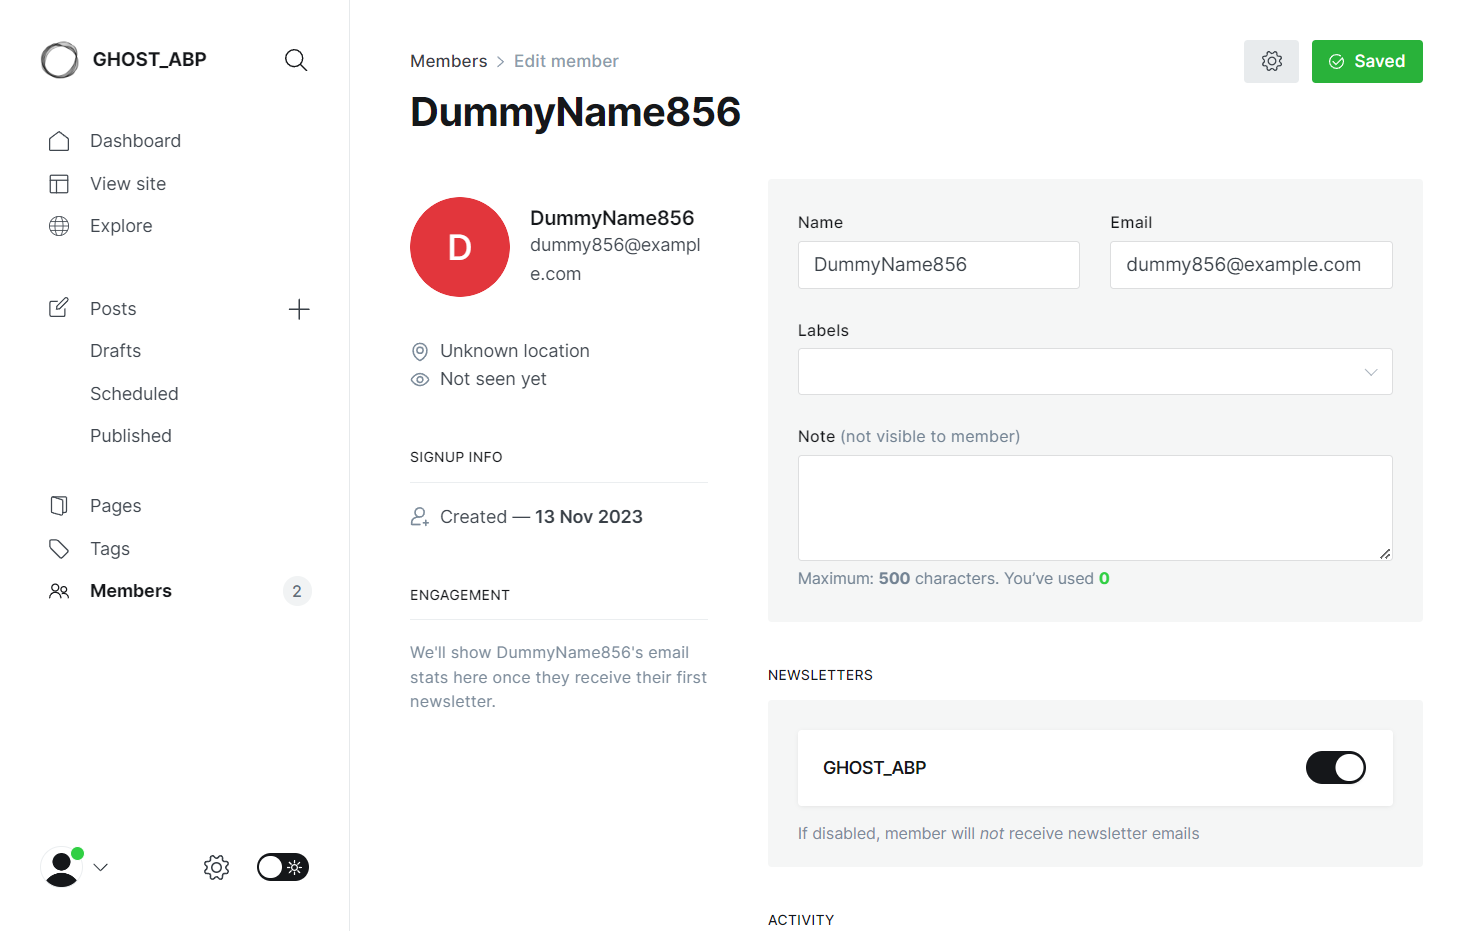 GHOST_ABP
Dashboard
View site
Explore
Posts
Drafts
Scheduled
Published
Pages
Tags
Members 2
Members > Edit member
Saved
DummyName856
D
DummyName856
dummy856@exampl
e.com
Unknown location
Not seen yet
SIGNUP INFO
Created — 13 Nov 2023
ENGAGEMENT
We'll show DummyName856's email
stats here once they receive their first
newsletter.
Name Email
DummyName856 dummy856@example.com
Labels
Note (not visible to member)
Maximum: 500 characters. You've used 0
NEWSLETTERS
GHOST_ABP
If disabled, member will not receive newsletter emails
ACTIVITY